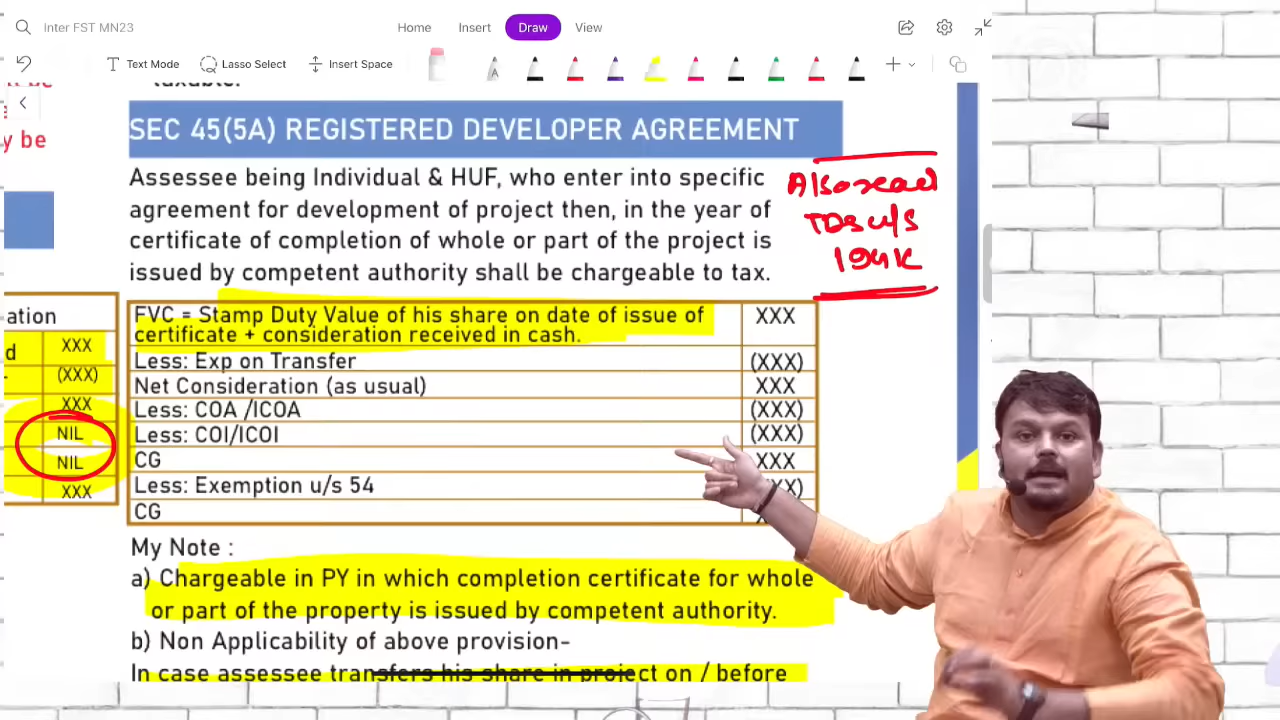 Inter FST MN23
Home
Insert
Draw
View
Text Mode
Lasso Select
Insert Space
taxable.
y be
SEC 45(5A) REGISTERED DEVELOPER AGREEMENT
Assessee being Individual & HUF, who enter into specific
agreement for development of project then, in the year of
certificate of completion of whole or part of the project is
issued by competent authority shall be chargeable to tax.
Also read
TDS u/s
194K
ation
d
XXX
(XXX)
XXX
NIL
NIL
XXX
FVC = Stamp Duty Value of his share on date of issue of
certificate + consideration received in cash.
XXX
Less: Exp on Transfer (XXX)
Net Consideration (as usual) XXX
Less: COA /ICOA (XXX)
Less: COI/ICOI (XXX)
CG XXX
Less: Exemption u/s 54 XX)
CG
My Note :
a) Chargeable in PY in which completion certificate for whole
or part of the property is issued by competent authority.
b) Non Applicability of above provision-
In case assessee transfers his share in project on / before